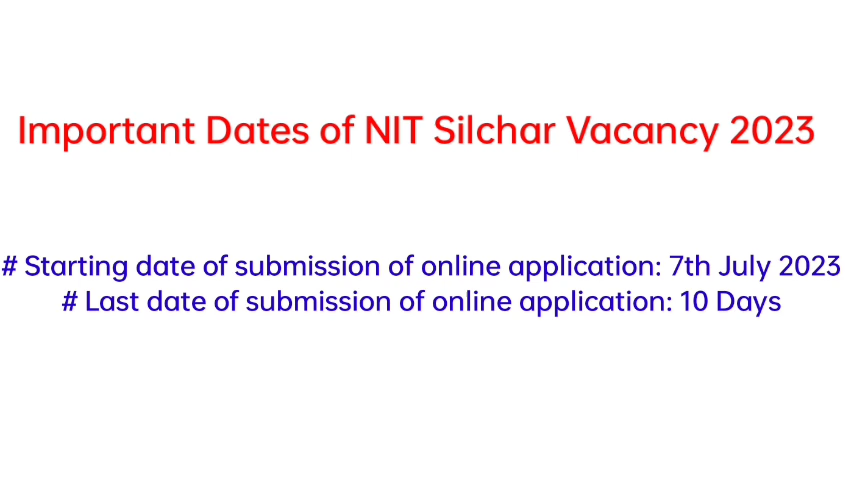 Important Dates of NIT Silchar Vacancy 2023
# Starting date of submission of online application: 7th July 2023
# Last date of submission of online application: 10 Days